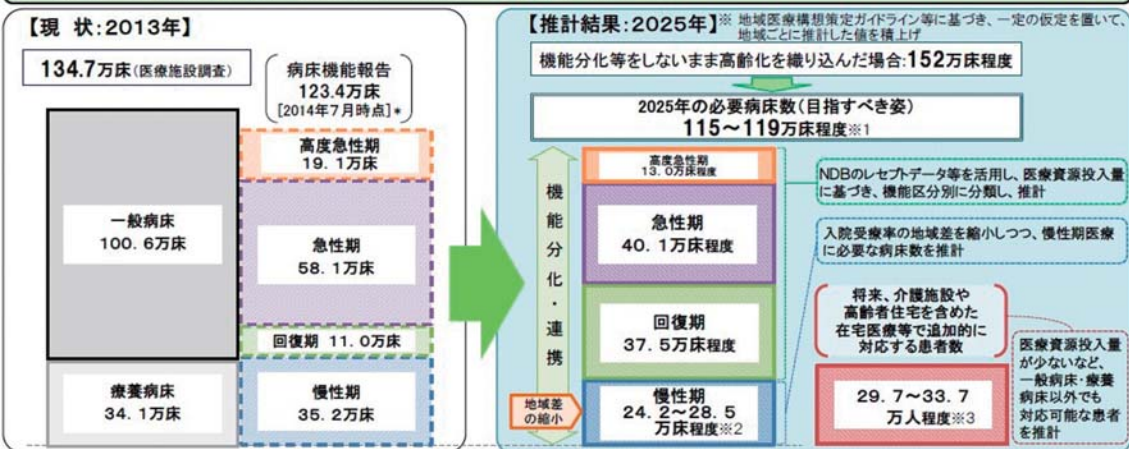 【現 状:2013年】
134.7万床(医療施設調査)
病床機能報告
123.4万床
[2014年7月時点]*
一般病床
100.6万床
療養病床
34.1万床
高度急性期
19.1万床
急性期
58.1万床
回復期 11.0万床
慢性期
35.2万床
【推計結果:2025年】※ 地域医療構想策定ガイドライン等に基づき、一定の仮定を置いて、
地域ごとに推計した値を積上げ
機能分化等をしないまま高齢化を織り込んだ場合:152万床程度
2025年の必要病床数(目指すべき姿)
115~119万床程度※1
機能分化・連携
地域差
の縮小
高度急性期
13.0万床程度
急性期
40.1万床程度
回復期
37.5万床程度
慢性期
24.2~28.5
万床程度※2
NDBのレセプトデータ等を活用し、医療資源投入量
に基づき、機能区分別に分類し、推計
入院受療率の地域差を縮小しつつ、慢性期医療
に必要な病床数を推計
将来、介護施設や
高齢者住宅を含めた
在宅医療等で追加的に
対応する患者数
29.7~33.7
万人程度※3
医療資源投入量
が少ないなど、
一般病床・療養
病床以外でも
対応可能な患者
を推計